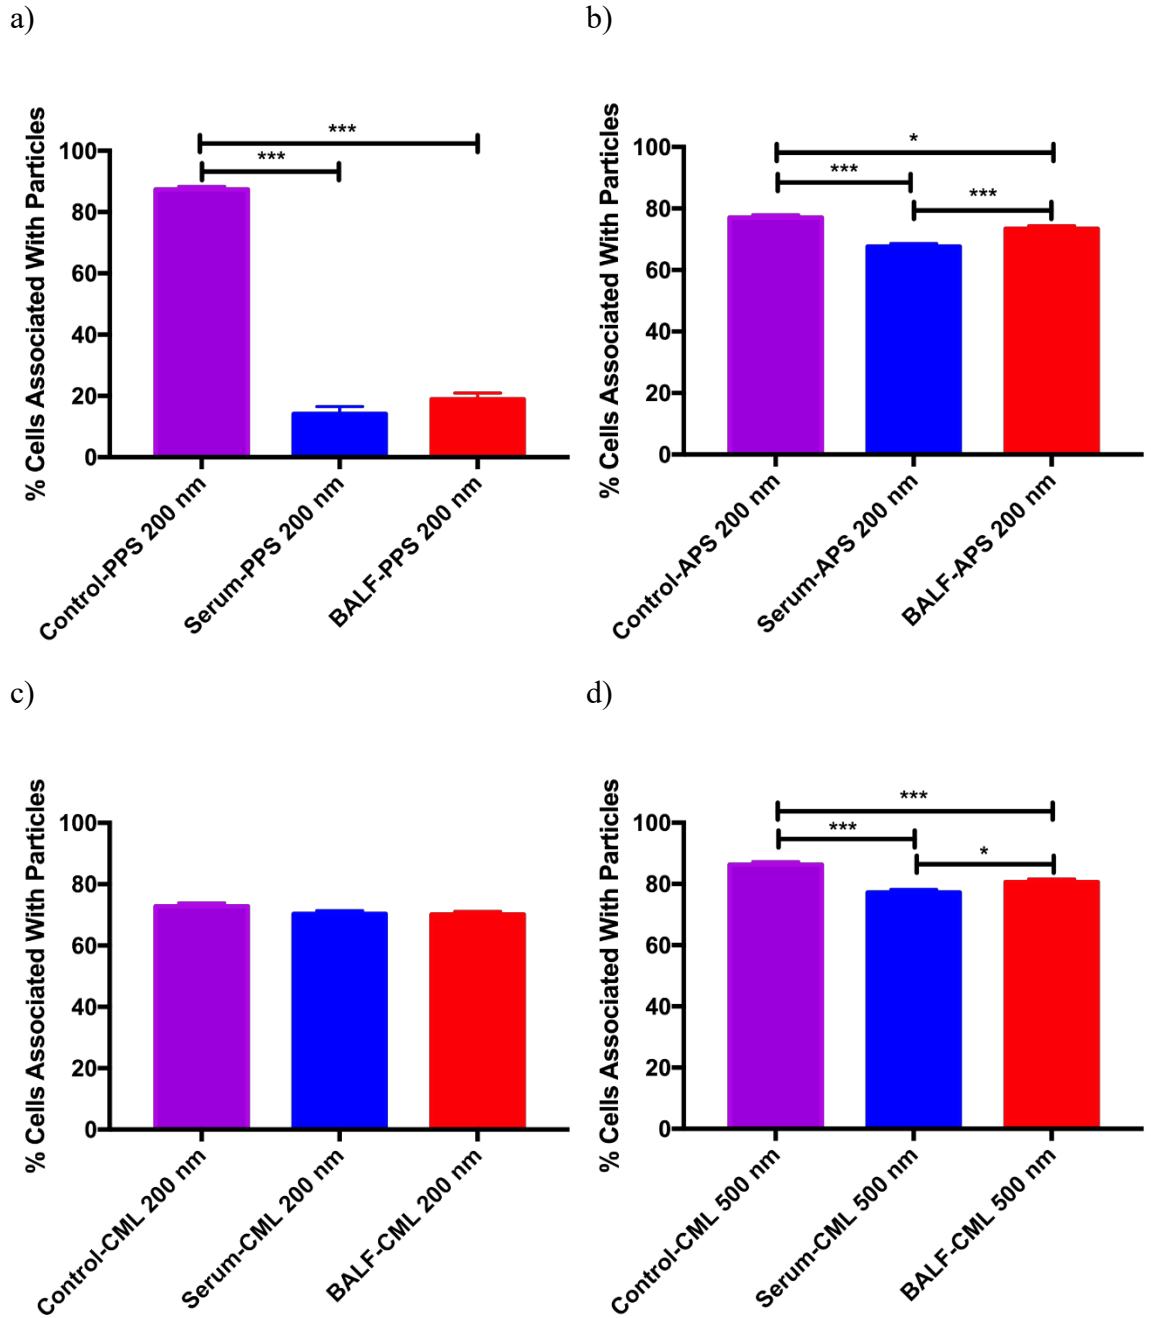 a)
% Cells Associated With Particles
100
80
60
40
20
0
***
***
Control-PPS 200 nm
Serum-PPS 200 nm
BALF-PPS 200 nm
b)
% Cells Associated With Particles
100
80
60
40
20
0
*
***
***
Control-APS 200 nm
Serum-APS 200 nm
BALF-APS 200 nm
c)
% Cells Associated With Particles
100
80
60
40
20
0
Control-CML 200 nm
Serum-CML 200 nm
BALF-CML 200 nm
d)
% Cells Associated With Particles
100
80
60
40
20
0
***
***
*
Control-CML 500 nm
Serum-CML 500 nm
BALF-CML 500 nm